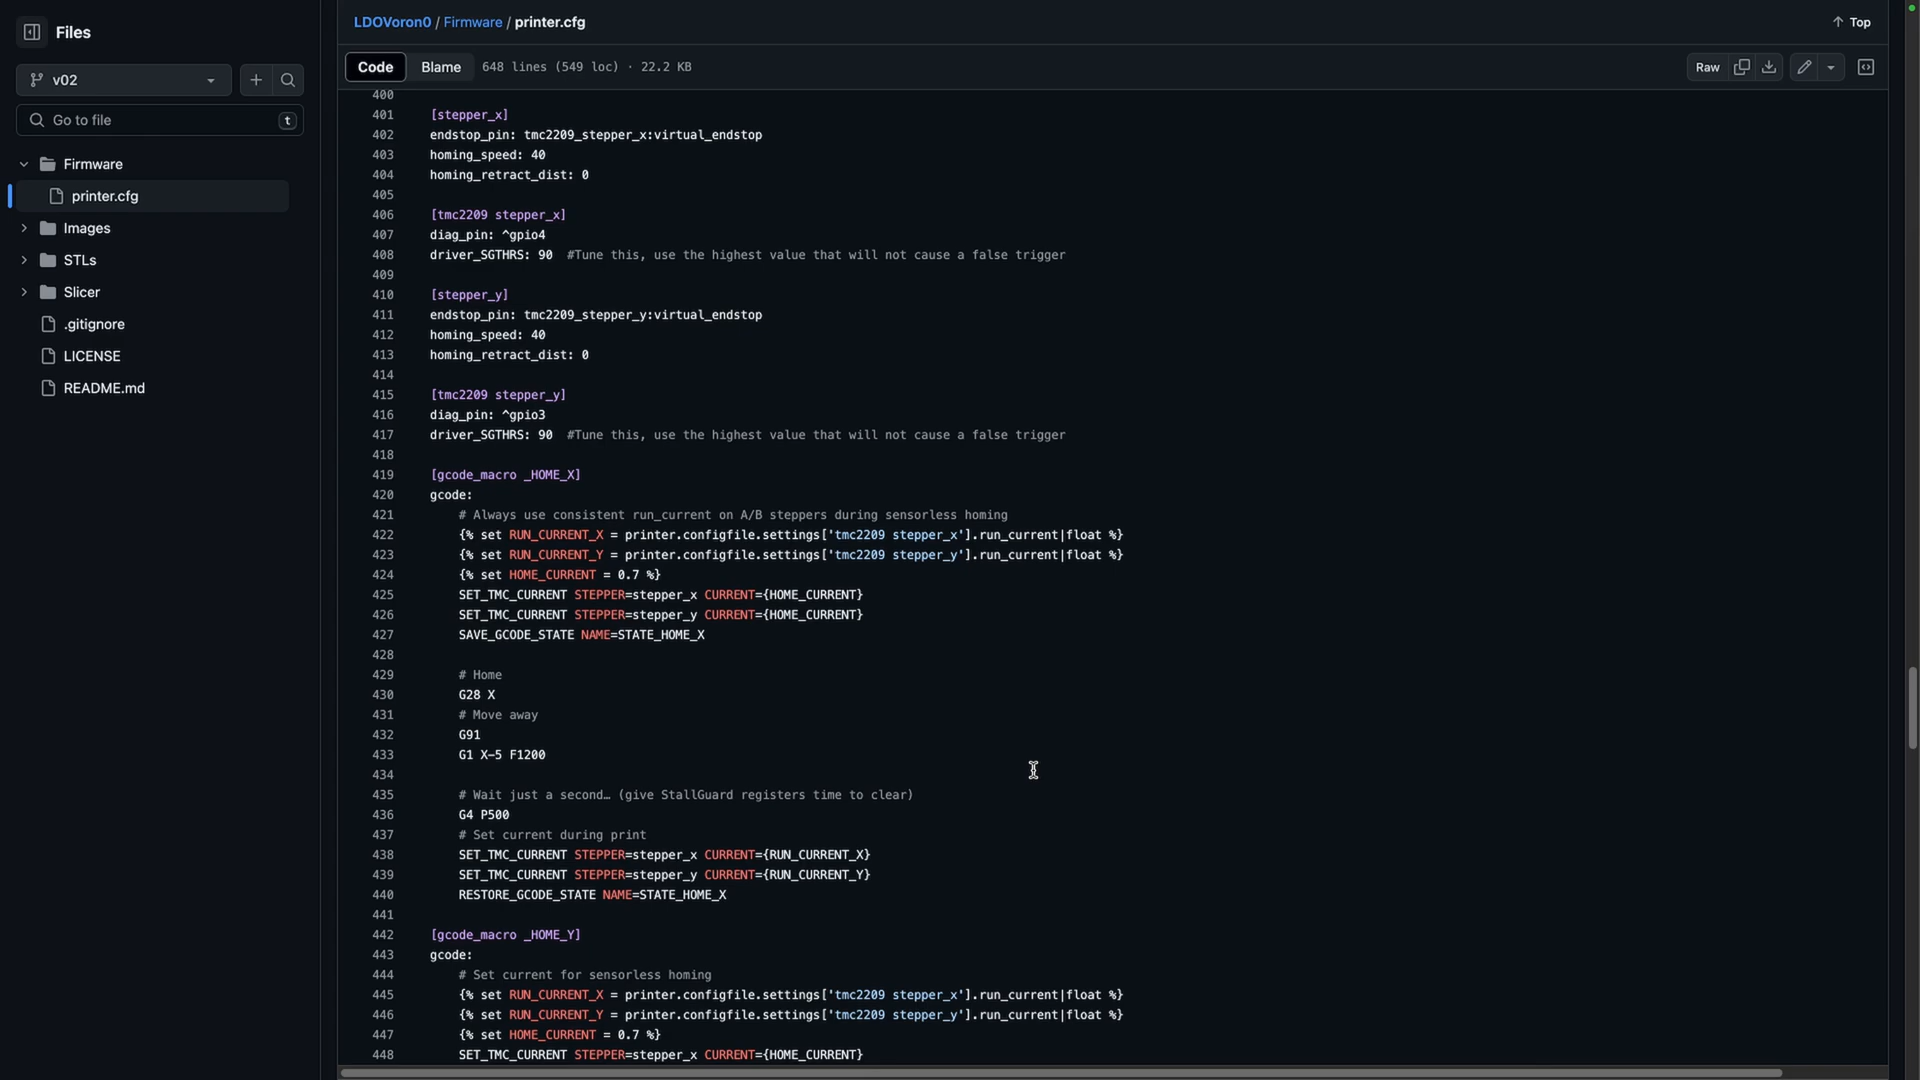 Files
v02
Go to file
t
Firmware
printer.cfg
Images
STLs
Slicer
.gitignore
LICENSE
README.md
LDOVoron0 / Firmware / printer.cfg
Top
Code Blame 648 lines (549 loc) · 22.2 KB
Raw
400
401 [stepper_x]
402 endstop_pin: tmc2209_stepper_x:virtual_endstop
403 homing_speed: 40
404 homing_retract_dist: 0
405
406 [tmc2209 stepper_x]
407 diag_pin: ^gpio4
408 driver_SGTHRS: 90  #Tune this, use the highest value that will not cause a false trigger
409
410 [stepper_y]
411 endstop_pin: tmc2209_stepper_y:virtual_endstop
412 homing_speed: 40
413 homing_retract_dist: 0
414
415 [tmc2209 stepper_y]
416 diag_pin: ^gpio3
417 driver_SGTHRS: 90  #Tune this, use the highest value that will not cause a false trigger
418
419 [gcode_macro _HOME_X]
420 gcode:
421     # Always use consistent run_current on A/B steppers during sensorless homing
422     {% set RUN_CURRENT_X = printer.configfile.settings['tmc2209 stepper_x'].run_current|float %}
423     {% set RUN_CURRENT_Y = printer.configfile.settings['tmc2209 stepper_y'].run_current|float %}
424     {% set HOME_CURRENT = 0.7 %}
425     SET_TMC_CURRENT STEPPER=stepper_x CURRENT={HOME_CURRENT}
426     SET_TMC_CURRENT STEPPER=stepper_y CURRENT={HOME_CURRENT}
427     SAVE_GCODE_STATE NAME=STATE_HOME_X
428
429     # Home
430     G28 X
431     # Move away
432     G91
433     G1 X-5 F1200
434
435     # Wait just a second… (give StallGuard registers time to clear)
436     G4 P500
437     # Set current during print
438     SET_TMC_CURRENT STEPPER=stepper_x CURRENT={RUN_CURRENT_X}
439     SET_TMC_CURRENT STEPPER=stepper_y CURRENT={RUN_CURRENT_Y}
440     RESTORE_GCODE_STATE NAME=STATE_HOME_X
441
442 [gcode_macro _HOME_Y]
443 gcode:
444     # Set current for sensorless homing
445     {% set RUN_CURRENT_X = printer.configfile.settings['tmc2209 stepper_x'].run_current|float %}
446     {% set RUN_CURRENT_Y = printer.configfile.settings['tmc2209 stepper_y'].run_current|float %}
447     {% set HOME_CURRENT = 0.7 %}
448     SET_TMC_CURRENT STEPPER=stepper_x CURRENT={HOME_CURRENT}